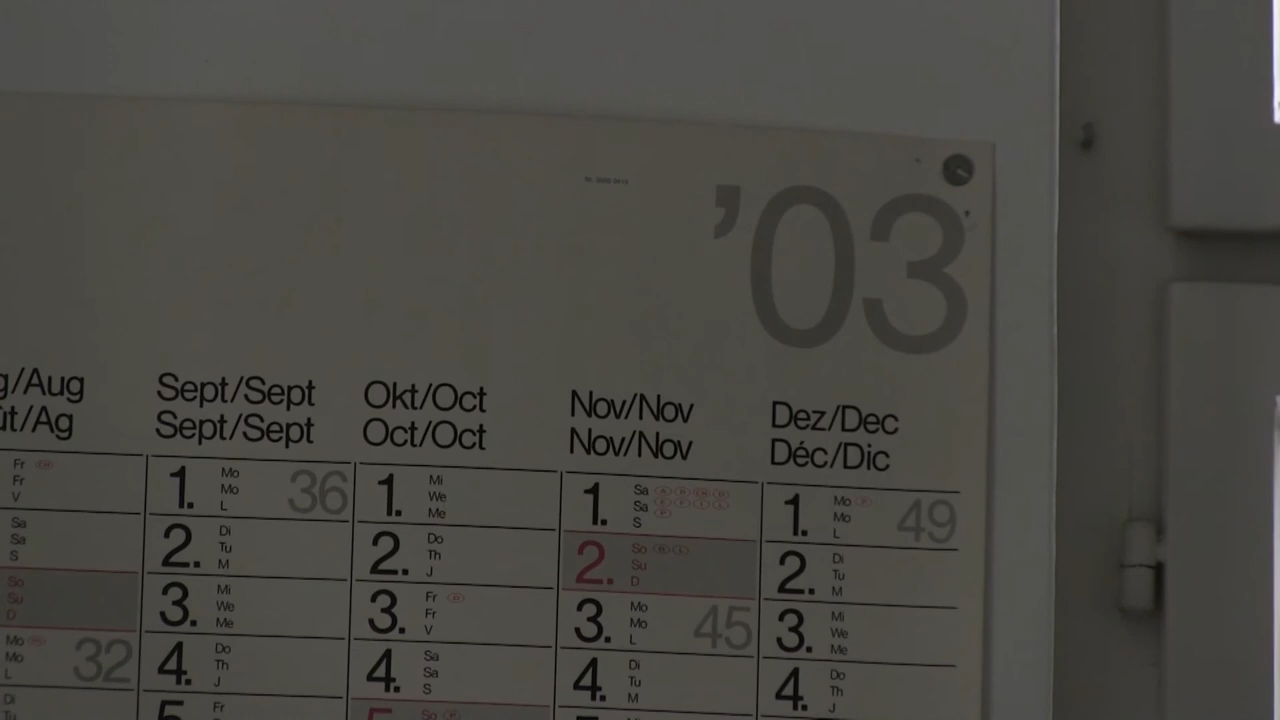 '03
g/Aug
ût/Ag
Sept/Sept
Sept/Sept
Okt/Oct
Oct/Oct
Nov/Nov
Nov/Nov
Dez/Dec
Déc/Dic
Fr
Fr
V
Sa
Sa
S
So
Su
D
Mo
Mo
L
32
Di
Tu
1. Mo
Mo
L
36
2. Di
Tu
M
3. Mi
We
Me
4. Do
Th
J
5 Fr
1. Mi
We
Me
2. Do
Th
J
3. Fr
Fr
V
4. Sa
Sa
S
5 So
1. Sa
Sa
S
2. So
Su
D
3. Mo
Mo
L
45
4. Di
Tu
M
1. Mo
Mo
L
49
2. Di
Tu
M
3. Mi
We
Me
4. Do
Th
J